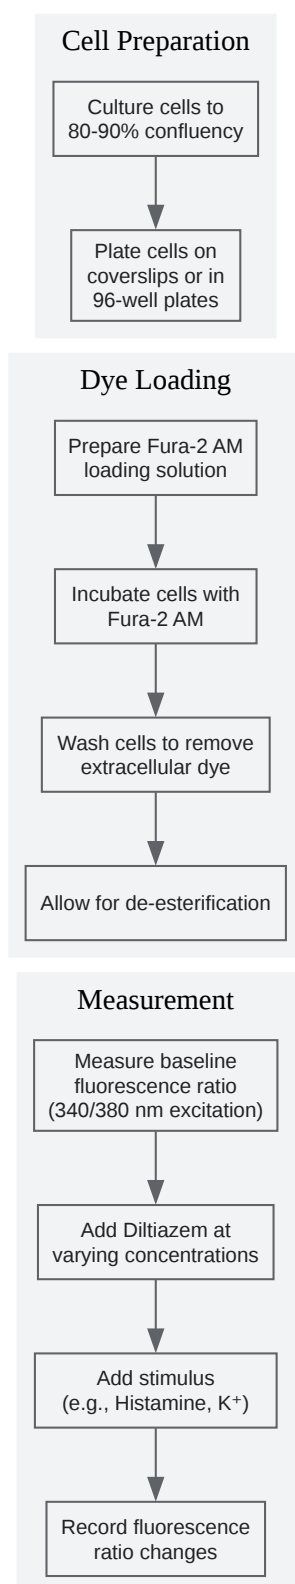 Cell Preparation
Culture cells to
80-90% confluency
Plate cells on
coverslips or in
96-well plates
Dye Loading
Prepare Fura-2 AM
loading solution
Incubate cells with
Fura-2 AM
Wash cells to remove
extracellular dye
Allow for de-esterification
Measurement
Measure baseline
fluorescence ratio
(340/380 nm excitation)
Add Diltiazem at
varying concentrations
Add stimulus
(e.g., Histamine, K⁺)
Record fluorescence
ratio changes